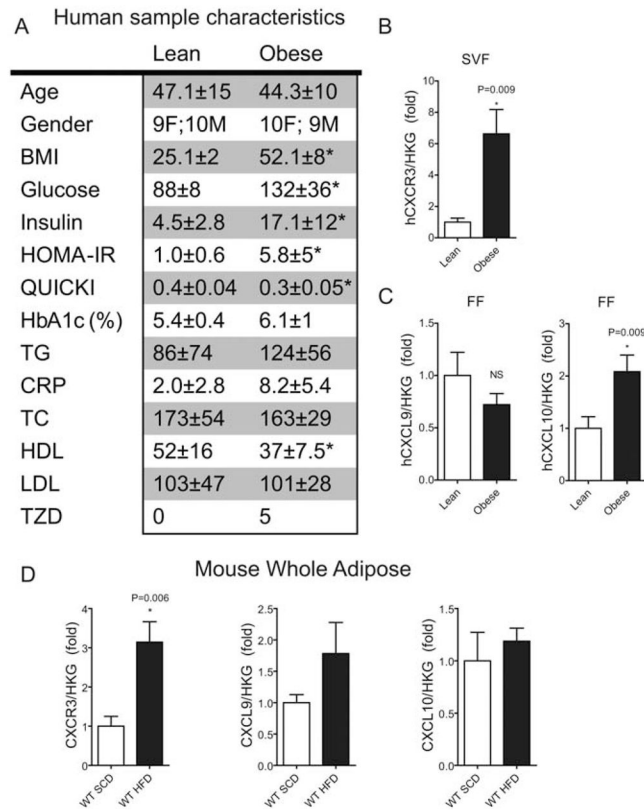 A Human sample characteristics
Lean Obese
Age 47.1±15 44.3±10
Gender 9F;10M 10F; 9M
BMI 25.1±2 52.1±8*
Glucose 88±8 132±36*
Insulin 4.5±2.8 17.1±12*
HOMA-IR 1.0±0.6 5.8±5*
QUICKI 0.4±0.04 0.3±0.05*
HbA1c (%) 5.4±0.4 6.1±1
TG 86±74 124±56
CRP 2.0±2.8 8.2±5.4
TC 173±54 163±29
HDL 52±16 37±7.5*
LDL 103±47 101±28
TZD 0 5
B
SVF
hCXCR3/HKG (fold)
10
8
6
4
2
0
P=0.009
*
Lean Obese
C
FF
hCXCL9/HKG (fold)
1.5
1.0
0.5
0.0
NS
Lean Obese
FF
hCXCL10/HKG (fold)
3
2
1
0
P=0.009
*
Lean Obese
D Mouse Whole Adipose
CXCR3/HKG (fold)
4
3
2
1
0
P=0.006
*
WT SCD WT HFD
CXCL9/HKG (fold)
2.5
2.0
1.5
1.0
0.5
0.0
WT SCD WT HFD
CXCL10/HKG (fold)
1.5
1.0
0.5
0.0
WT SCD WT HFD